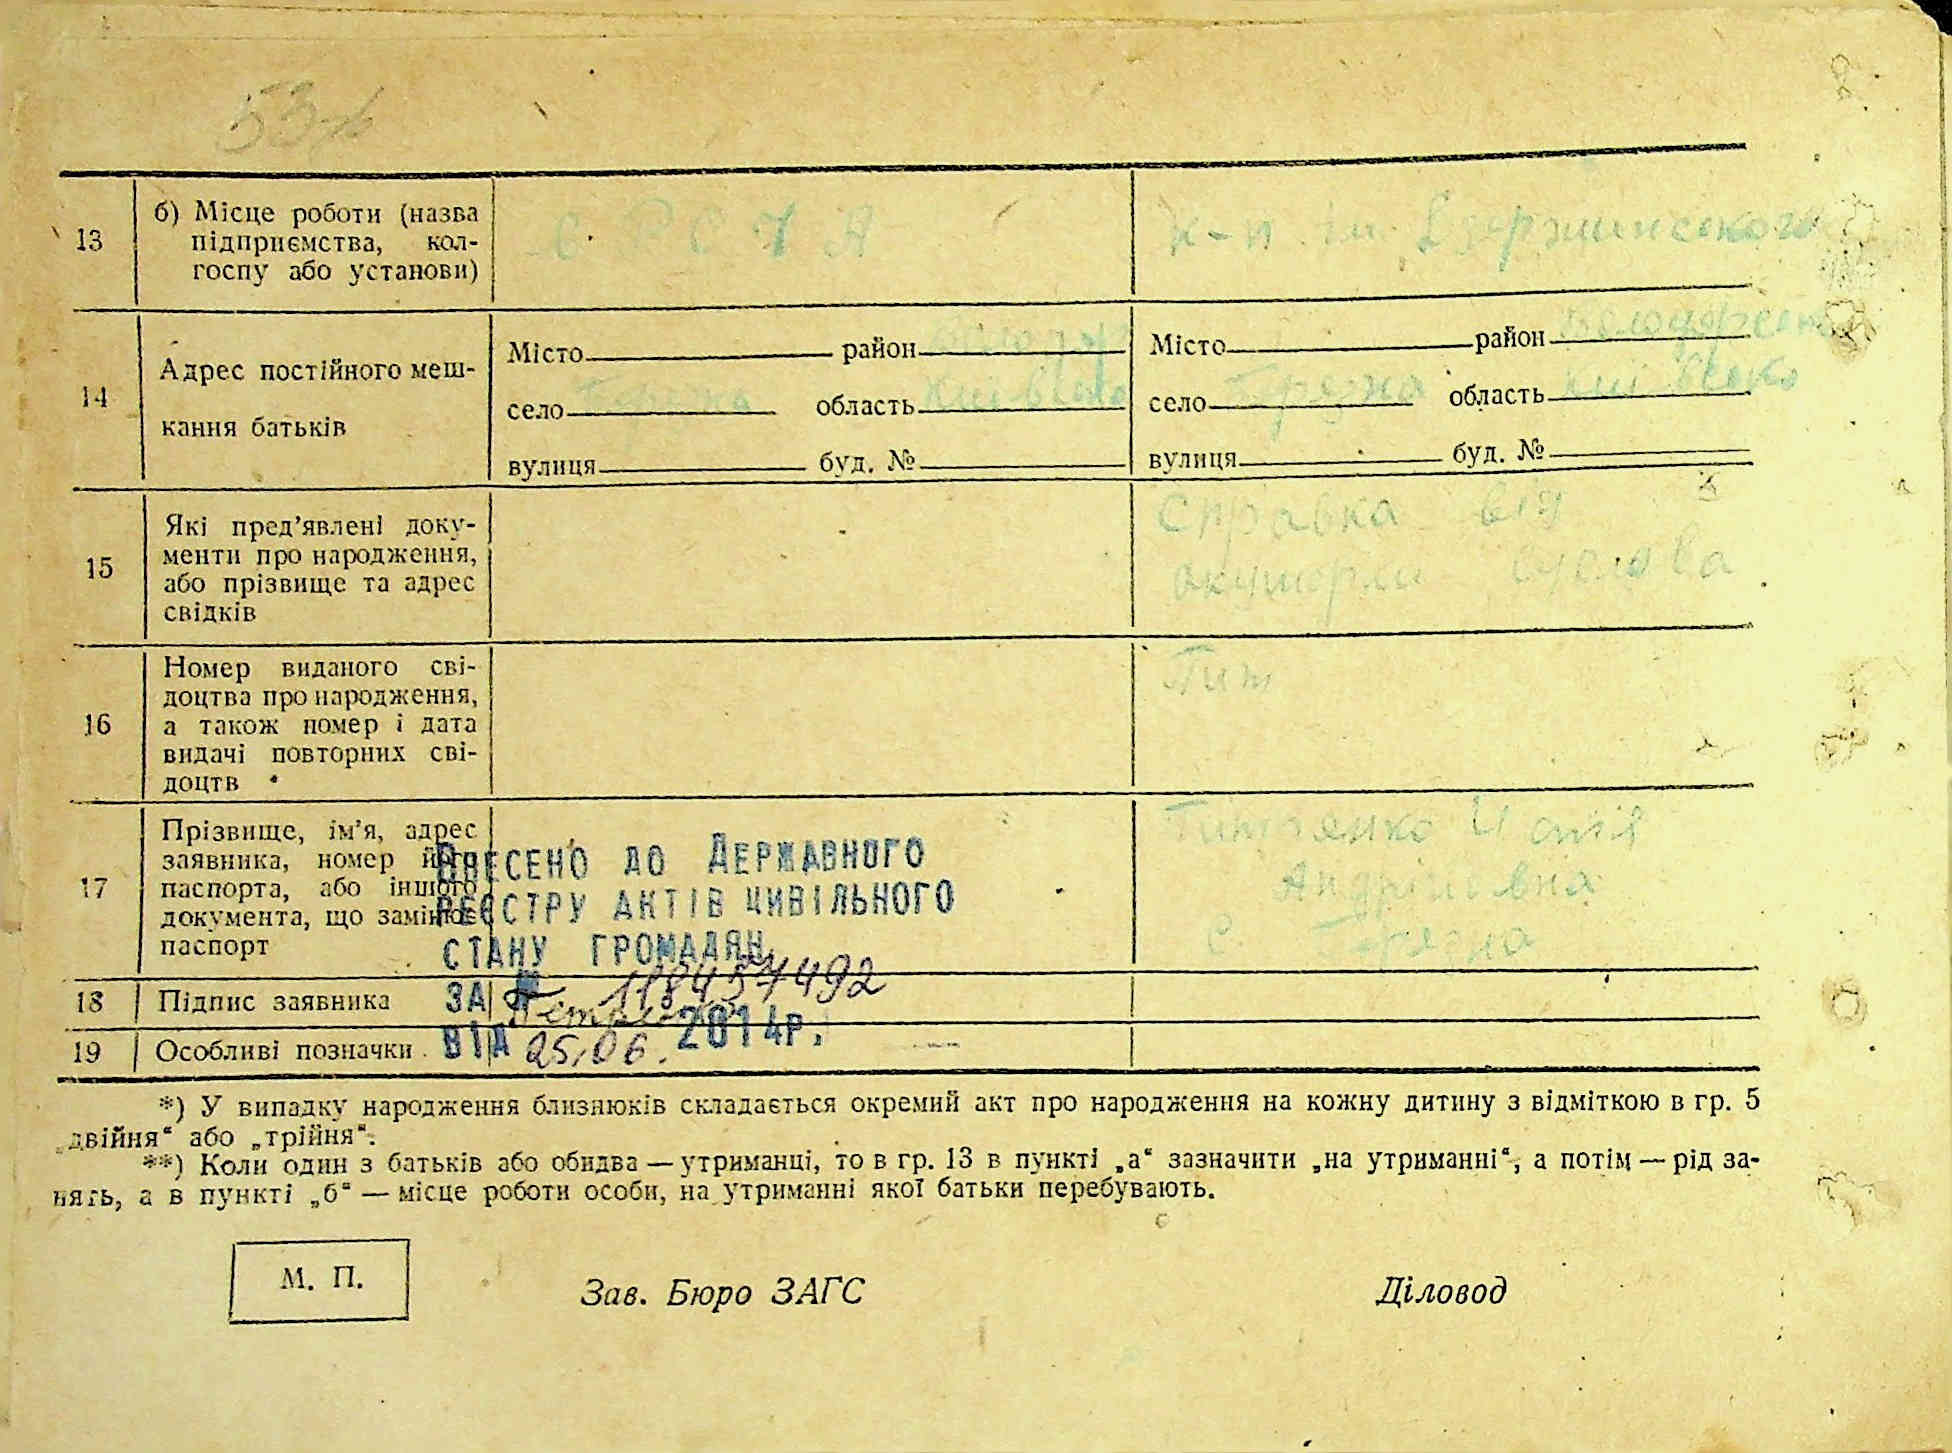 13
б) Місце роботи (назва
підприємства, кол-
госпу або установи)
в РСЧА
к-п ім. Дзержинського
14
Адрес постійного меш-
кання батьків
Місто район
село область
вулиця буд. №
Місто район
село область
вулиця буд. №
15
Які пред’явлені доку-
менти про народження,
або прізвище та адрес
свідків
Справка від
акушерки
16
Номер виданого сві-
доцтва про народження,
а також номер і дата
видачі повторних сві-
доцтв
17
Прізвище, ім’я, адрес
заявника, номер його
паспорта, або іншого
документа, що замінює
паспорт
Андріївна
с.
ВНЕСЕНО ДО ДЕРЖАВНОГО
РЕЄСТРУ АКТІВ ЦИВІЛЬНОГО
СТАНУ ГРОМАДЯН
ЗА № 118457492
ВІД 25.06. 2014р.
18
Підпис заявника
19
Особливі позначки
*) У випадку народження близнюків складається окремий акт про народження на кожну дитину з відміткою в гр. 5
„двійня“ або „трійня“.
**) Коли один з батьків або обидва — утриманці, то в гр. 13 в пункті „а“ зазначити „на утриманні“, а потім — рід за-
нять, а в пункті „б“ — місце роботи особи, на утриманні якої батьки перебувають.
М. П.
Зав. Бюро ЗАГС
Діловод